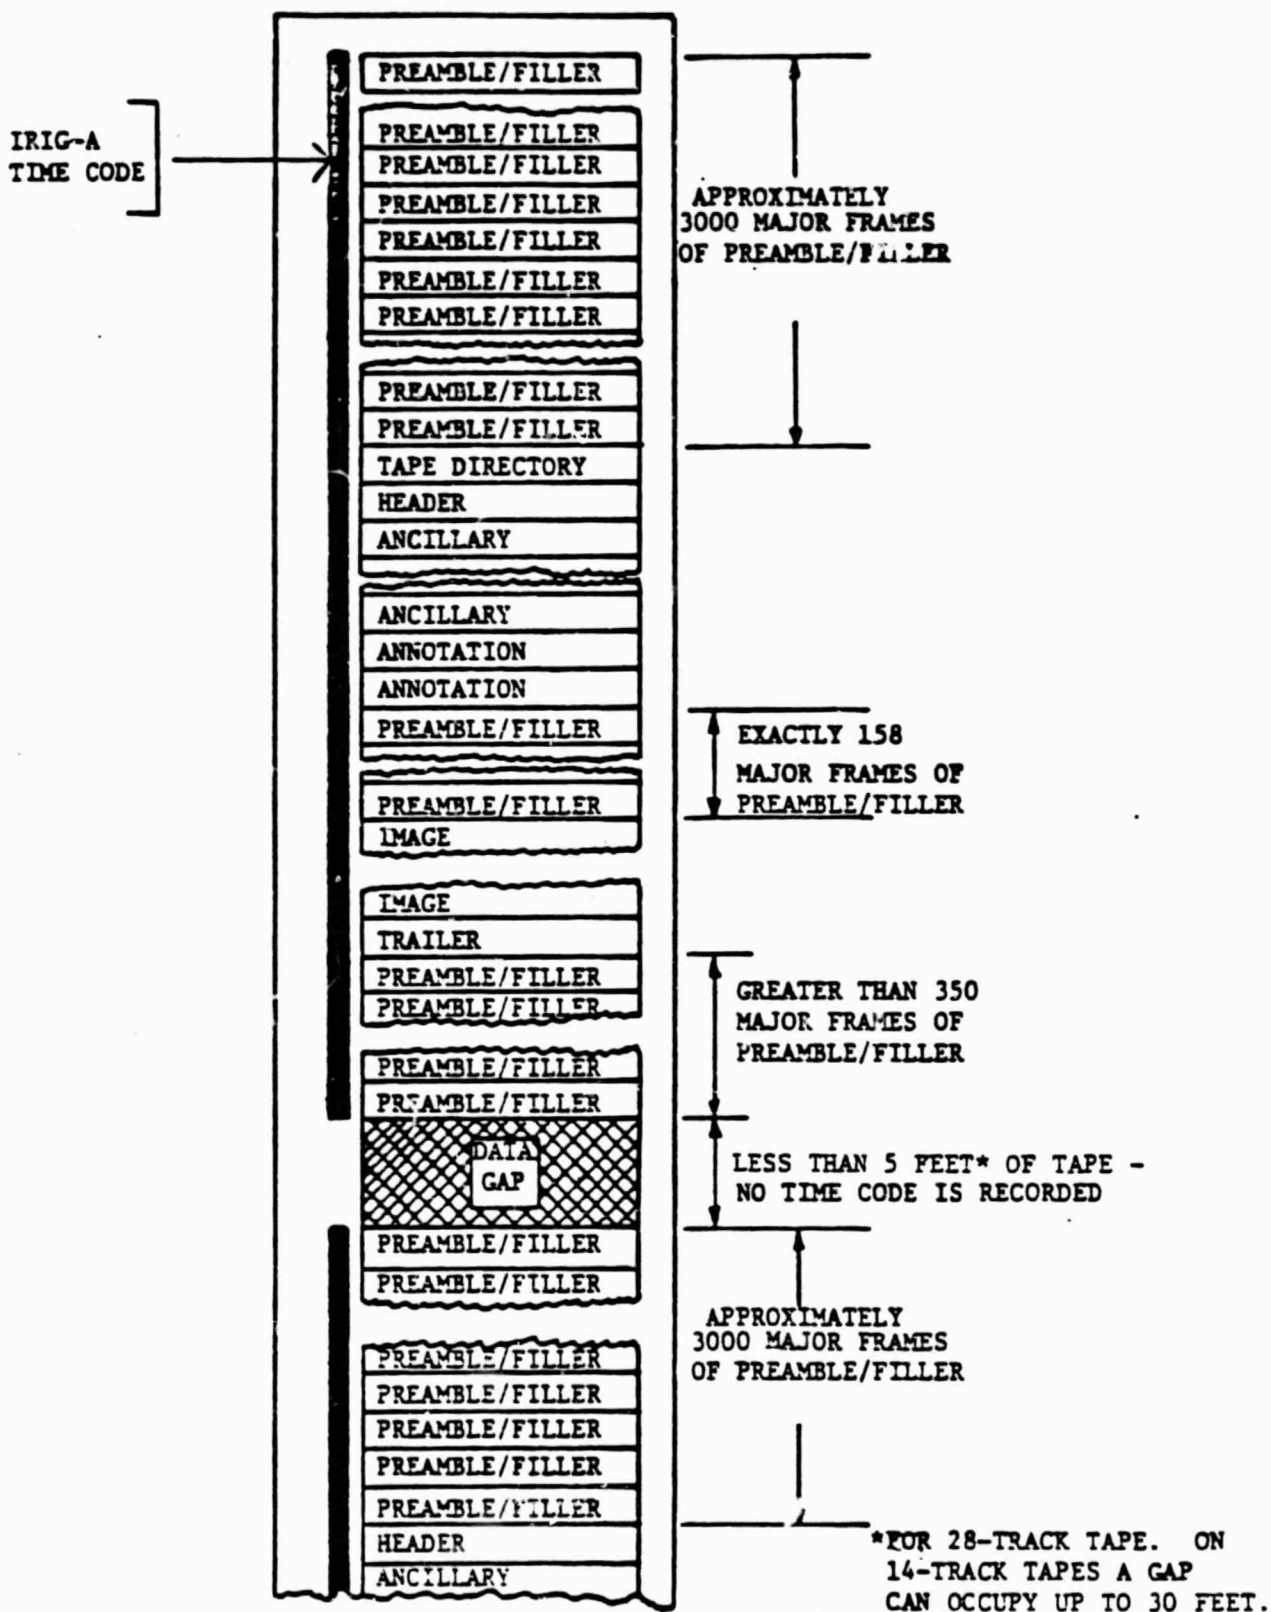 IRIG-A
TIME CODE
PREAMBLE/FILLER
PREAMBLE/FILLER
PREAMBLE/FILLER
PREAMBLE/FILLER
PREAMBLE/FILLER
PREAMBLE/FILLER
PREAMBLE/FILLER
APPROXIMATELY
3000 MAJOR FRAMES
OF PREAMBLE/FILLER
PREAMBLE/FILLER
PREAMBLE/FILLER
TAPE DIRECTORY
HEADER
ANCILLARY
ANCILLARY
ANNOTATION
ANNOTATION
PREAMBLE/FILLER
PREAMBLE/FILLER
IMAGE
EXACTLY 158
MAJOR FRAMES OF
PREAMBLE/FILLER
IMAGE
TRAILER
PREAMBLE/FILLER
PREAMBLE/FILLER
PREAMBLE/FILLER
PREAMBLE/FILLER
GREATER THAN 350
MAJOR FRAMES OF
PREAMBLE/FILLER
DATA
GAP
LESS THAN 5 FEET* OF TAPE -
NO TIME CODE IS RECORDED
PREAMBLE/FILLER
PREAMBLE/FILLER
PREAMBLE/FILLER
PREAMBLE/FILLER
PREAMBLE/FILLER
PREAMBLE/FILLER
PREAMBLE/FILLER
HEADER
ANCILLARY
APPROXIMATELY
3000 MAJOR FRAMES
OF PREAMBLE/FILLER
*FOR 28-TRACK TAPE. ON
14-TRACK TAPES A GAP
CAN OCCUPY UP TO 30 FEET.